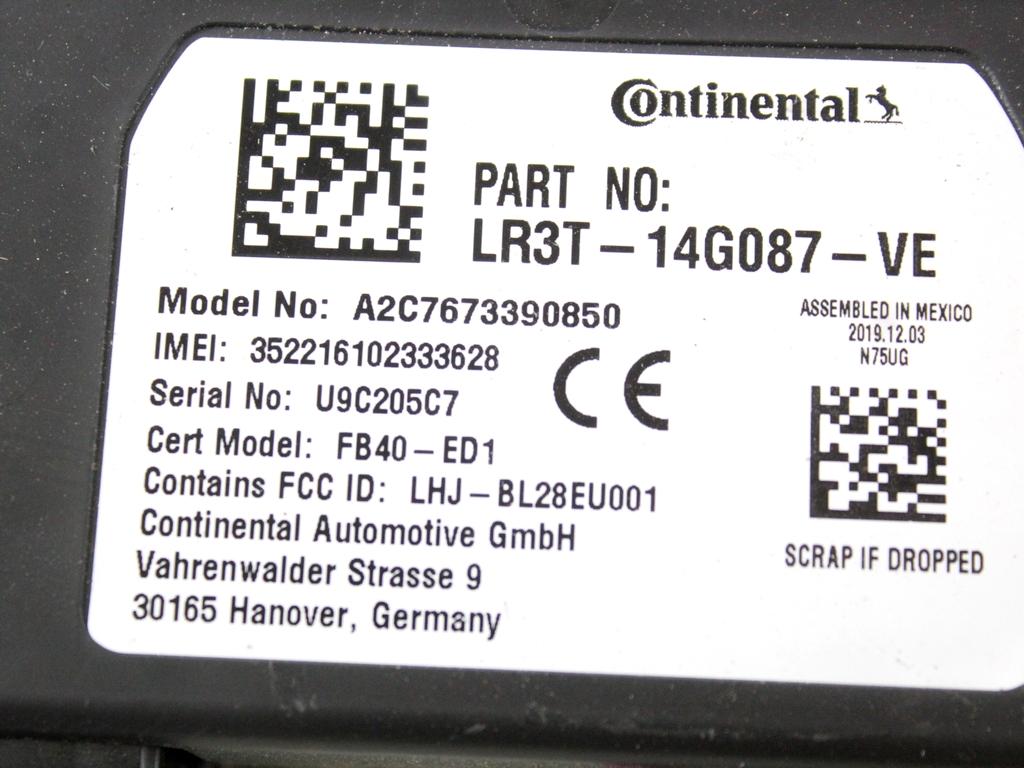 Continental
PART NO:
LR3T-14G087-VE
Model No: A2C7673390850
IMEI: 352216102333628
Serial No: U9C205C7
Cert Model: FB40-ED1
Contains FCC ID: LHJ-BL28EU001
Continental Automotive GmbH
Vahrenwalder Strasse 9
30165 Hanover, Germany
CE
ASSEMBLED IN MEXICO
2019.12.03
N75UG
SCRAP IF DROPPED